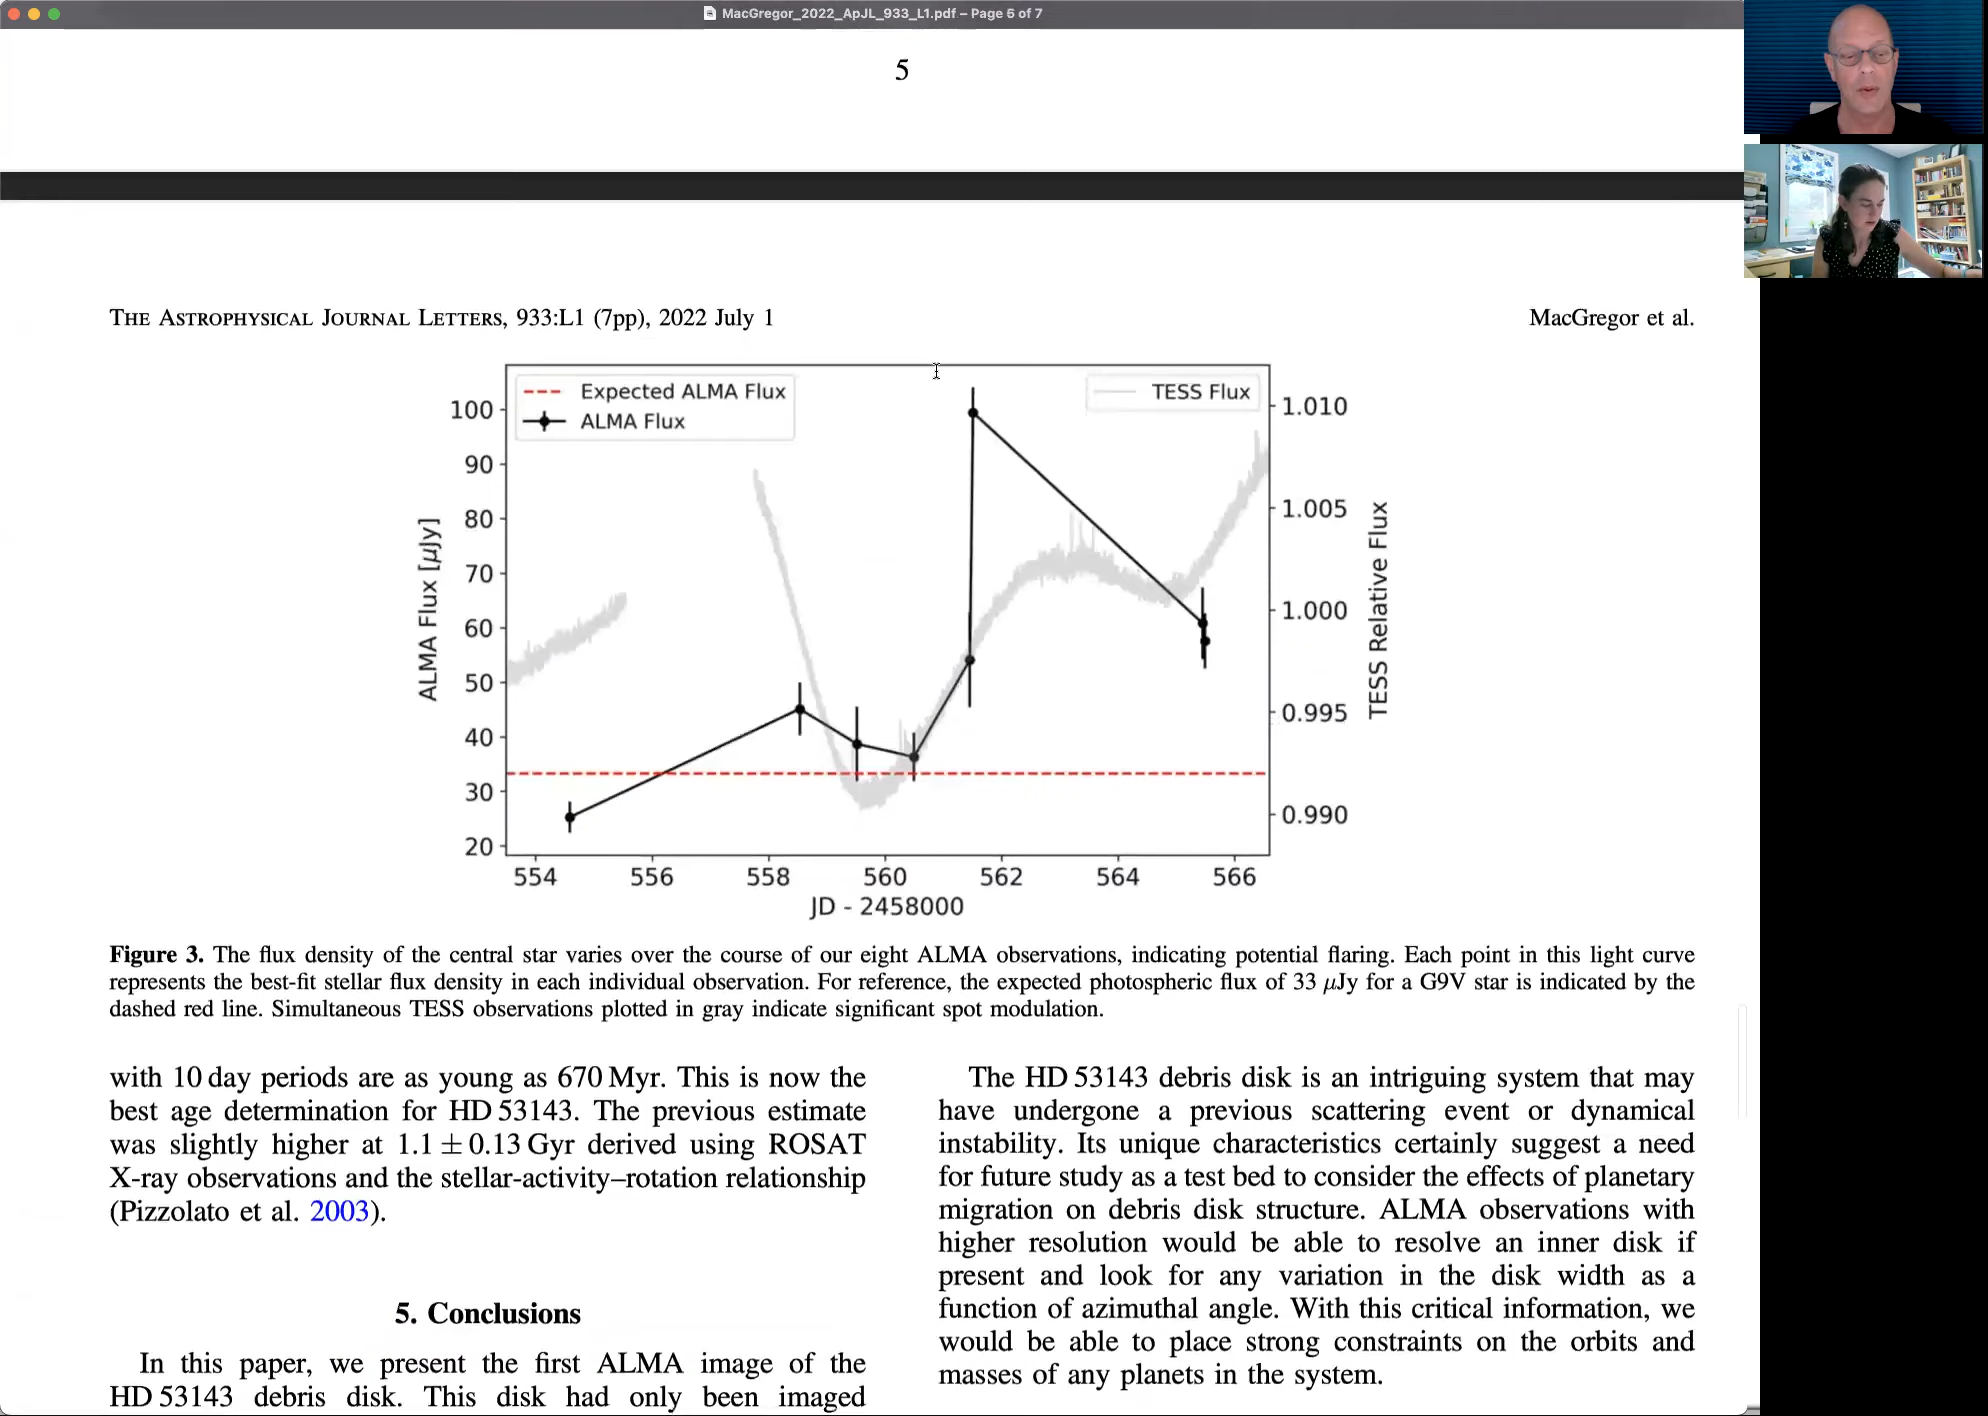 MacGregor_2022_ApJL_933_L1.pdf – Page 6 of 7
5
THE ASTROPHYSICAL JOURNAL LETTERS, 933:L1 (7pp), 2022 July 1
MacGregor et al.
Expected ALMA Flux
ALMA Flux
TESS Flux
100
90
80
70
60
50
40
30
20
ALMA Flux [μJy]
1.010
1.005
1.000
0.995
0.990
TESS Relative Flux
554 556 558 560 562 564 566
JD - 2458000
Figure 3. The flux density of the central star varies over the course of our eight ALMA observations, indicating potential flaring. Each point in this light curve
represents the best-fit stellar flux density in each individual observation. For reference, the expected photospheric flux of 33 μJy for a G9V star is indicated by the
dashed red line. Simultaneous TESS observations plotted in gray indicate significant spot modulation.
with 10 day periods are as young as 670 Myr. This is now the
best age determination for HD 53143. The previous estimate
was slightly higher at 1.1 ± 0.13 Gyr derived using ROSAT
X-ray observations and the stellar-activity–rotation relationship
(Pizzolato et al. 2003).
5. Conclusions
In this paper, we present the first ALMA image of the
HD 53143 debris disk. This disk had only been imaged
The HD 53143 debris disk is an intriguing system that may
have undergone a previous scattering event or dynamical
instability. Its unique characteristics certainly suggest a need
for future study as a test bed to consider the effects of planetary
migration on debris disk structure. ALMA observations with
higher resolution would be able to resolve an inner disk if
present and look for any variation in the disk width as a
function of azimuthal angle. With this critical information, we
would be able to place strong constraints on the orbits and
masses of any planets in the system.